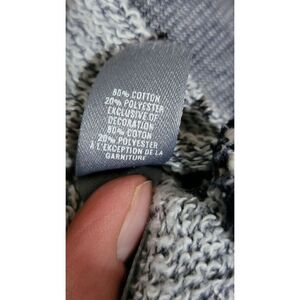 80% COTTON
20% POLYESTER
EXCLUSIVE OF
DECORATION
80% COTON
20% POLYESTER
À L'EXCEPTION DE LA
GARNITURE